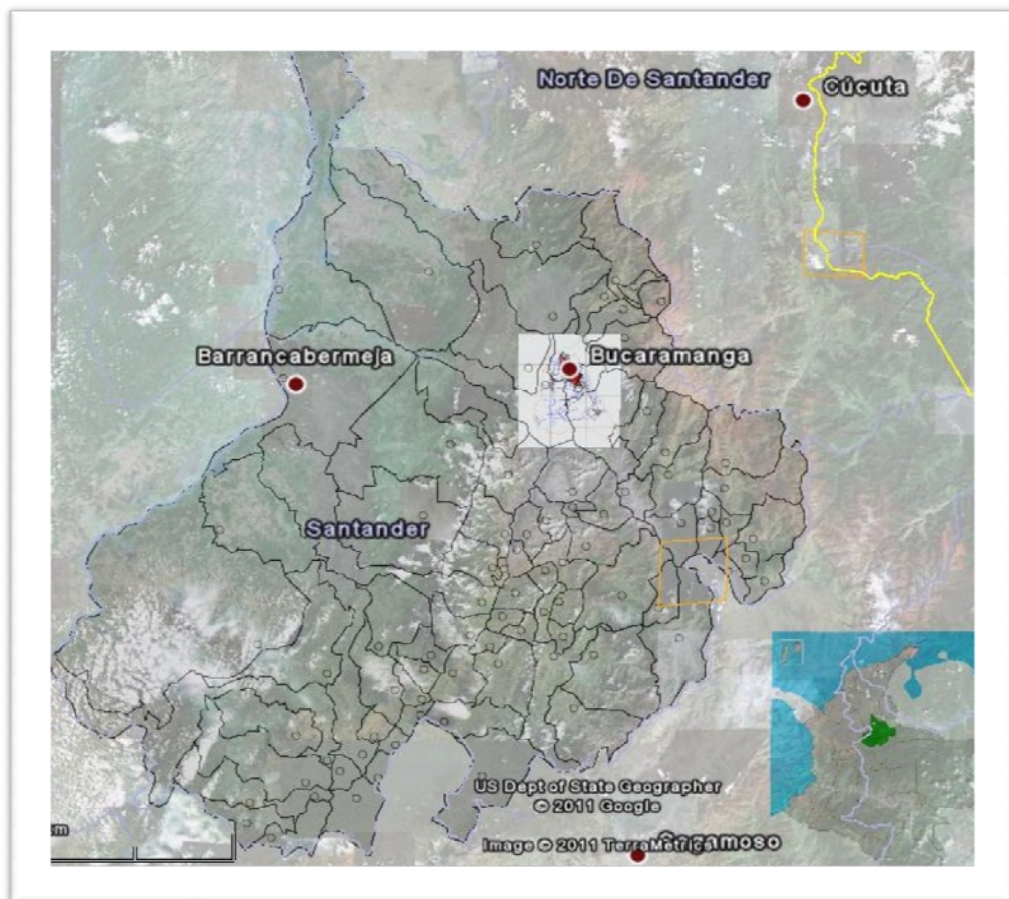 Norte De Santander
Cúcuta
Barrancabermeja
Bucaramanga
Santander
US Dept of State Geographer
© 2011 Google
Image © 2011 TerraMetrics